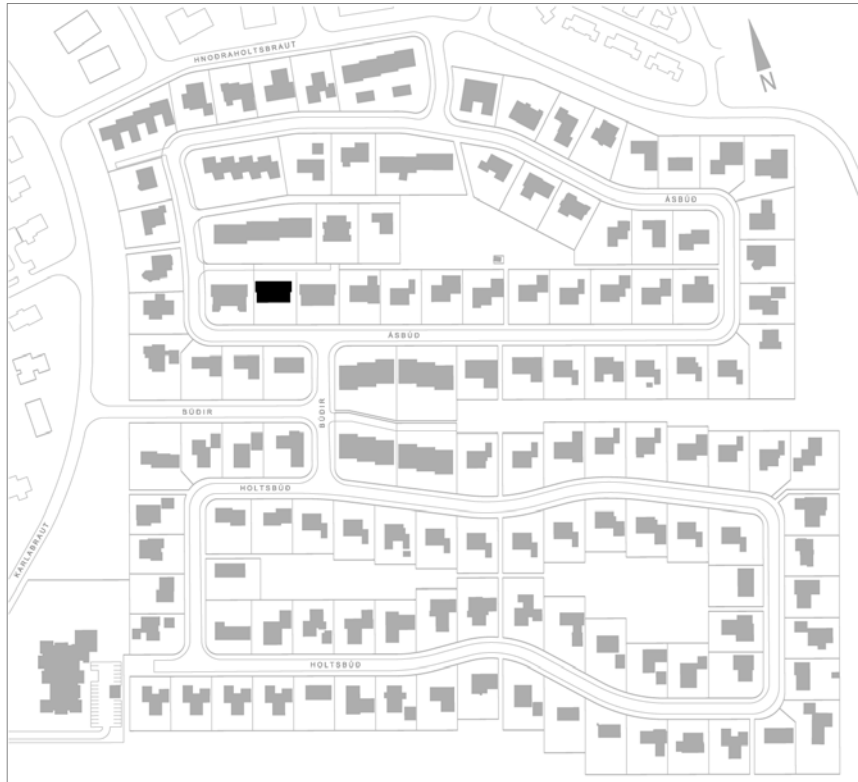 HNOÐRAHOLTSBRAUT
N
ÁSBÚÐ
ÁSBÚÐ
BÚÐIR
BÚÐIR
HOLTSBÚÐ
KARLABRAUT
HOLTSBÚÐ